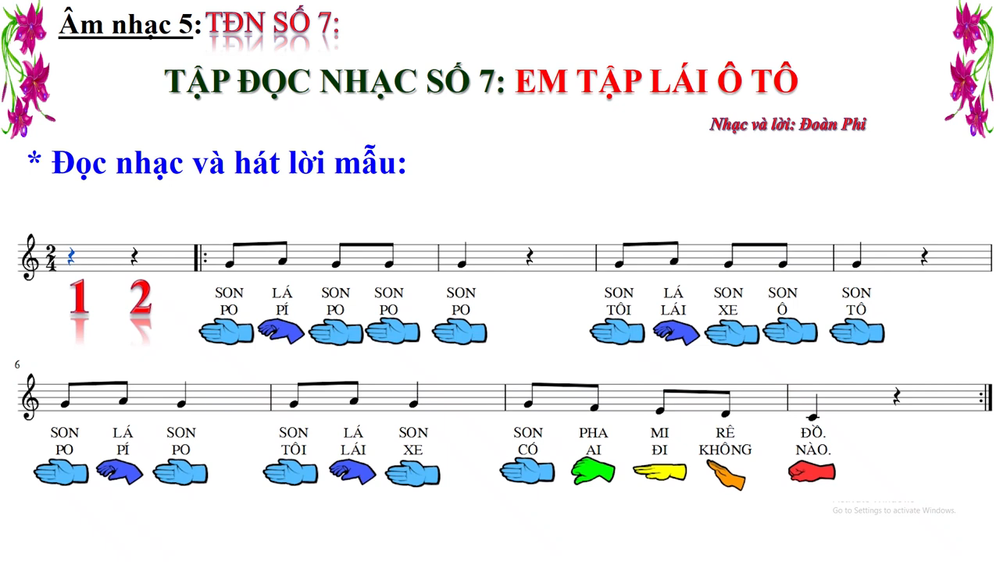 Âm nhạc 5: TĐN SỐ 7:
TẬP ĐỌC NHẠC SỐ 7: EM TẬP LÁI Ô TÔ
Nhạc và lời: Đoàn Phi
* Đọc nhạc và hát lời mẫu:
2
4
1 2
SON LÁ SON SON SON SON LÁ SON SON SON
PO PÍ PO PO PO TÔI LÁI XE Ô TÔ
6
SON LÁ SON SON LÁ SON SON PHA MI RÊ ĐỒ.
PO PÍ PO TÔI LÁI XE CÓ AI ĐI KHÔNG NÀO.
Go to Settings to activate Windows.